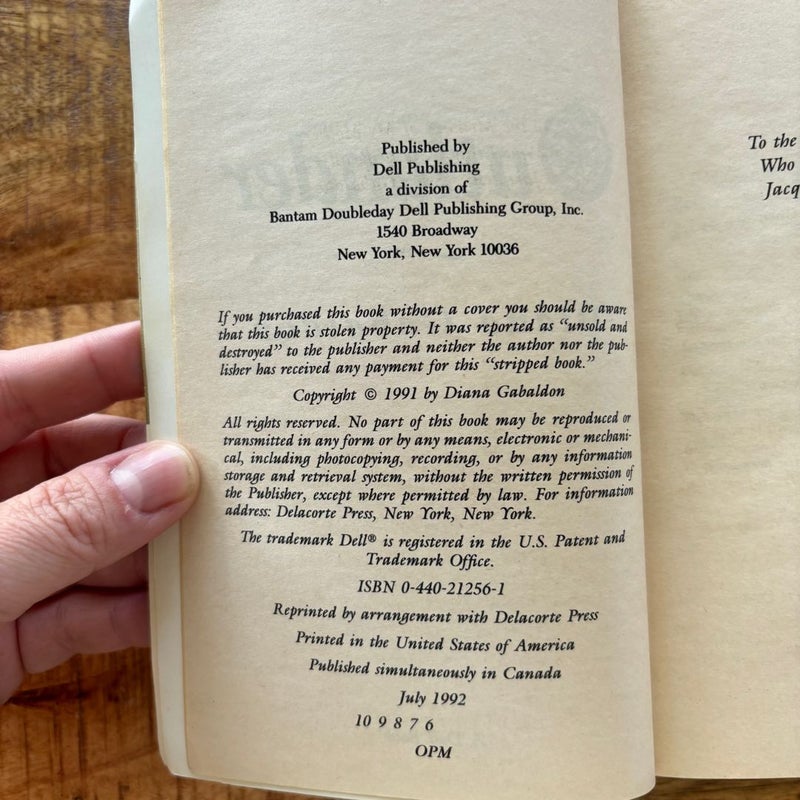 Published by
Dell Publishing
a division of
Bantam Doubleday Dell Publishing Group, Inc.
1540 Broadway
New York, New York 10036
If you purchased this book without a cover you should be aware
that this book is stolen property. It was reported as “unsold and
destroyed” to the publisher and neither the author nor the pub-
lisher has received any payment for this “stripped book.”
Copyright © 1991 by Diana Gabaldon
All rights reserved. No part of this book may be reproduced or
transmitted in any form or by any means, electronic or mechani-
cal, including photocopying, recording, or by any information
storage and retrieval system, without the written permission of
the Publisher, except where permitted by law. For information
address: Delacorte Press, New York, New York.
The trademark Dell® is registered in the U.S. Patent and
Trademark Office.
ISBN 0-440-21256-1
Reprinted by arrangement with Delacorte Press
Printed in the United States of America
Published simultaneously in Canada
July 1992
10 9 8 7 6
OPM
To the
Who
Jacq